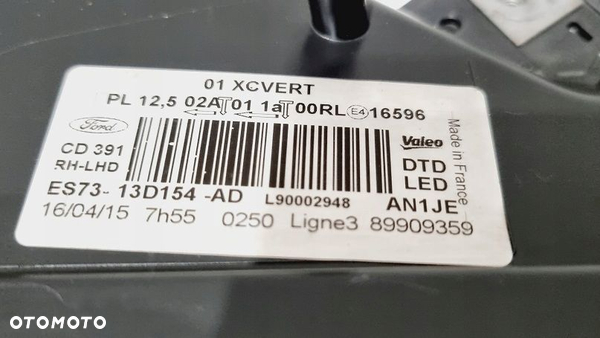 01 XCVERT
PL 12,5 02A 01 1a 00RL E4 16596
Ford
Valeo
Made in France
CD 391
RH-LHD
DTD
LED
ES73- 13D154 -AD L90002948 AN1JE
16/04/15 7h55 0250 Ligne3 89909359
OTOMOTO